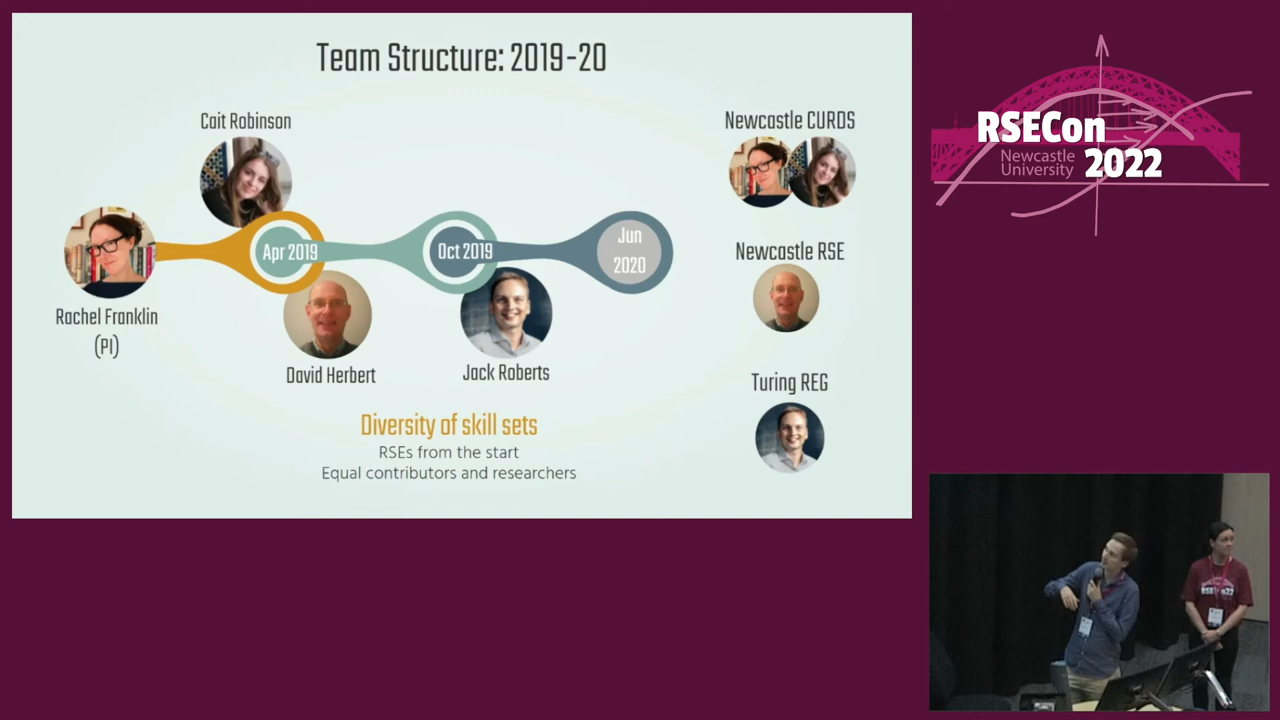 Team Structure: 2019-20
Cait Robinson
Rachel Franklin
(PI)
Apr 2019
David Herbert
Oct 2019
Jack Roberts
Jun
2020
Diversity of skill sets
RSEs from the start
Equal contributors and researchers
Newcastle CURDS
Newcastle RSE
Turing REG
RSECon
Newcastle
University
2022